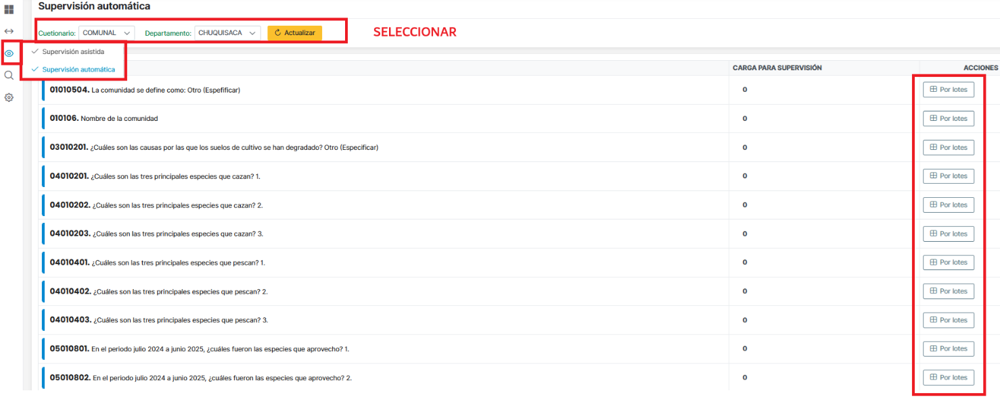 Supervisión automática
Cuetionario: COMUNAL Departamento: CHUQUISACA Actualizar SELECCIONAR
Supervisión asistida
Supervisión automática
CARGA PARA SUPERVISIÓN ACCIONES
01010504. La comunidad se define como: Otro (Espefificar) 0 Por lotes
010106. Nombre de la comunidad 0 Por lotes
03010201. ¿Cuáles son las causas por las que los suelos de cultivo se han degradado? Otro (Especificar) 0 Por lotes
04010201. ¿Cuáles son las tres principales especies que cazan? 1. 0 Por lotes
04010202. ¿Cuáles son las tres principales especies que cazan? 2. 0 Por lotes
04010203. ¿Cuáles son las tres principales especies que cazan? 3. 0 Por lotes
04010401. ¿Cuáles son las tres principales especies que pescan? 1. 0 Por lotes
04010402. ¿Cuáles son las tres principales especies que pescan? 2. 0 Por lotes
04010403. ¿Cuáles son las tres principales especies que pescan? 3. 0 Por lotes
05010801. En el periodo julio 2024 a junio 2025, ¿cuáles fueron las especies que aprovecho? 1. 0 Por lotes
05010802. En el periodo julio 2024 a junio 2025, ¿cuáles fueron las especies que aprovecho? 2. 0 Por lotes